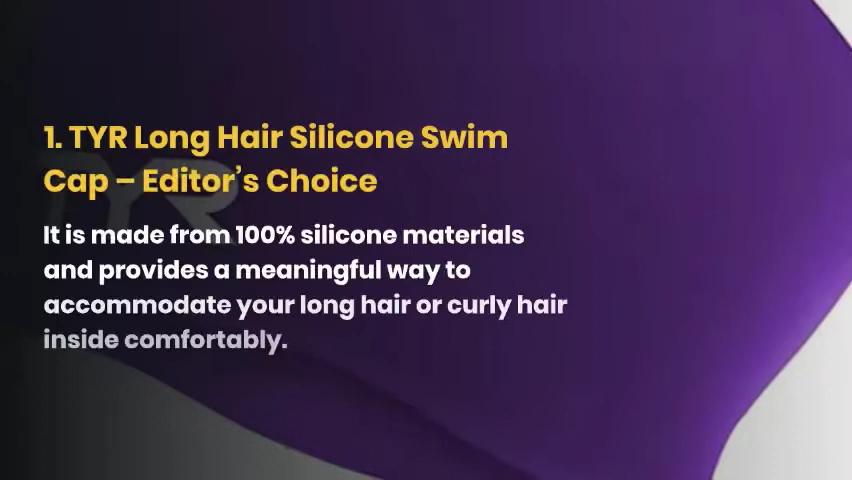 1. TYR Long Hair Silicone Swim
Cap – Editor’s Choice
TYR
It is made from 100% silicone materials
and provides a meaningful way to
accommodate your long hair or curly hair
inside comfortably.